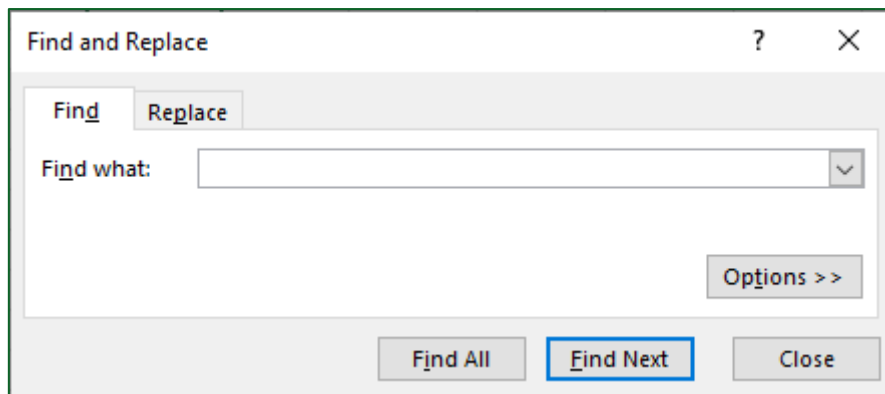 Find and Replace ?
Find Replace
Find what:
Options >>
Find All Find Next Close